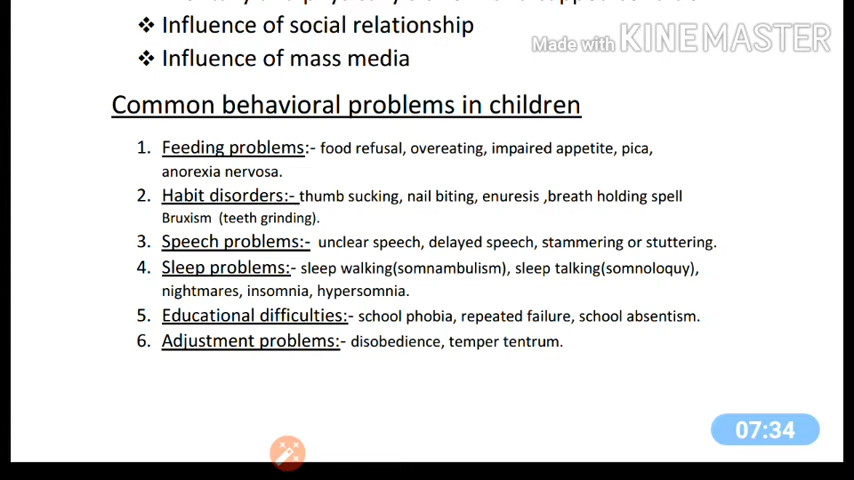 ❖ Influence of social relationship
Made with KINEMASTER
❖ Influence of mass media
Common behavioral problems in children
1. Feeding problems:- food refusal, overeating, impaired appetite, pica,
anorexia nervosa.
2. Habit disorders:- thumb sucking, nail biting, enuresis ,breath holding spell
Bruxism (teeth grinding).
3. Speech problems:- unclear speech, delayed speech, stammering or stuttering.
4. Sleep problems:- sleep walking(somnambulism), sleep talking(somnoloquy),
nightmares, insomnia, hypersomnia.
5. Educational difficulties:- school phobia, repeated failure, school absentism.
6. Adjustment problems:- disobedience, temper tentrum.
07:34